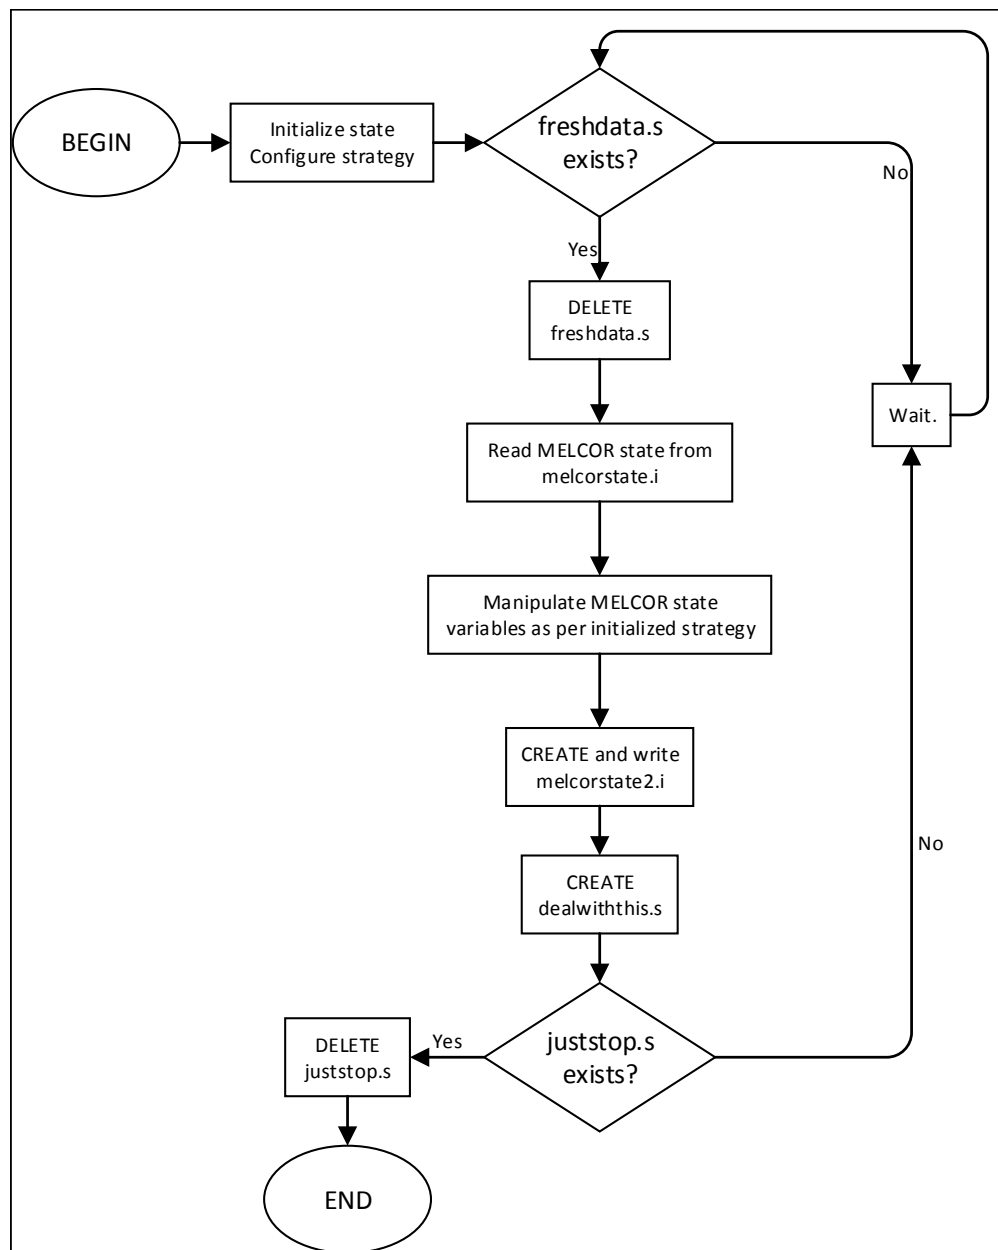 BEGIN
Initialize state
Configure strategy
freshdata.s
exists?
No
Yes
DELETE
freshdata.s
Wait.
Read MELCOR state from
melcorstate.i
Manipulate MELCOR state
variables as per initialized strategy
CREATE and write
melcorstate2.i
No
CREATE
dealwiththis.s
juststop.s
exists?
Yes
DELETE
juststop.s
END